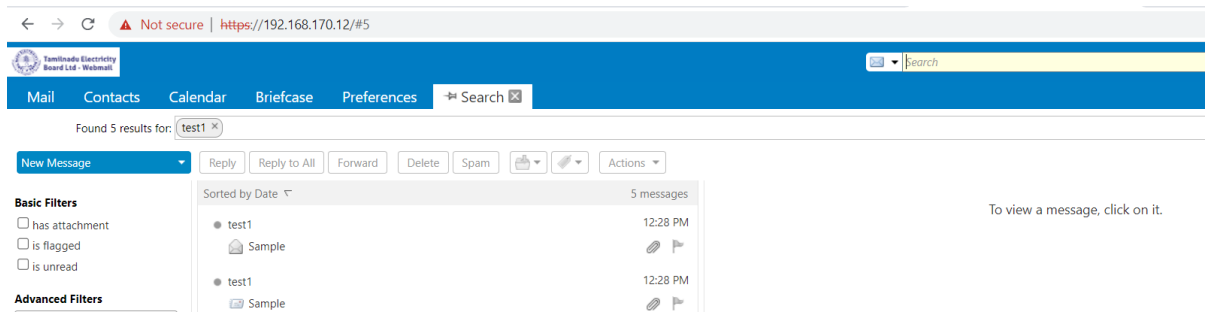 Not secure | https://192.168.170.12/#5
Tamilnadu Electricity
Board Ltd - Webmail
Search
Mail Contacts Calendar Briefcase Preferences Search
Found 5 results for: test1 ×
New Message Reply Reply to All Forward Delete Spam Actions
Basic Filters
has attachment
is flagged
is unread
Advanced Filters
Sorted by Date 5 messages
test1 12:28 PM
Sample
test1 12:28 PM
Sample
To view a message, click on it.